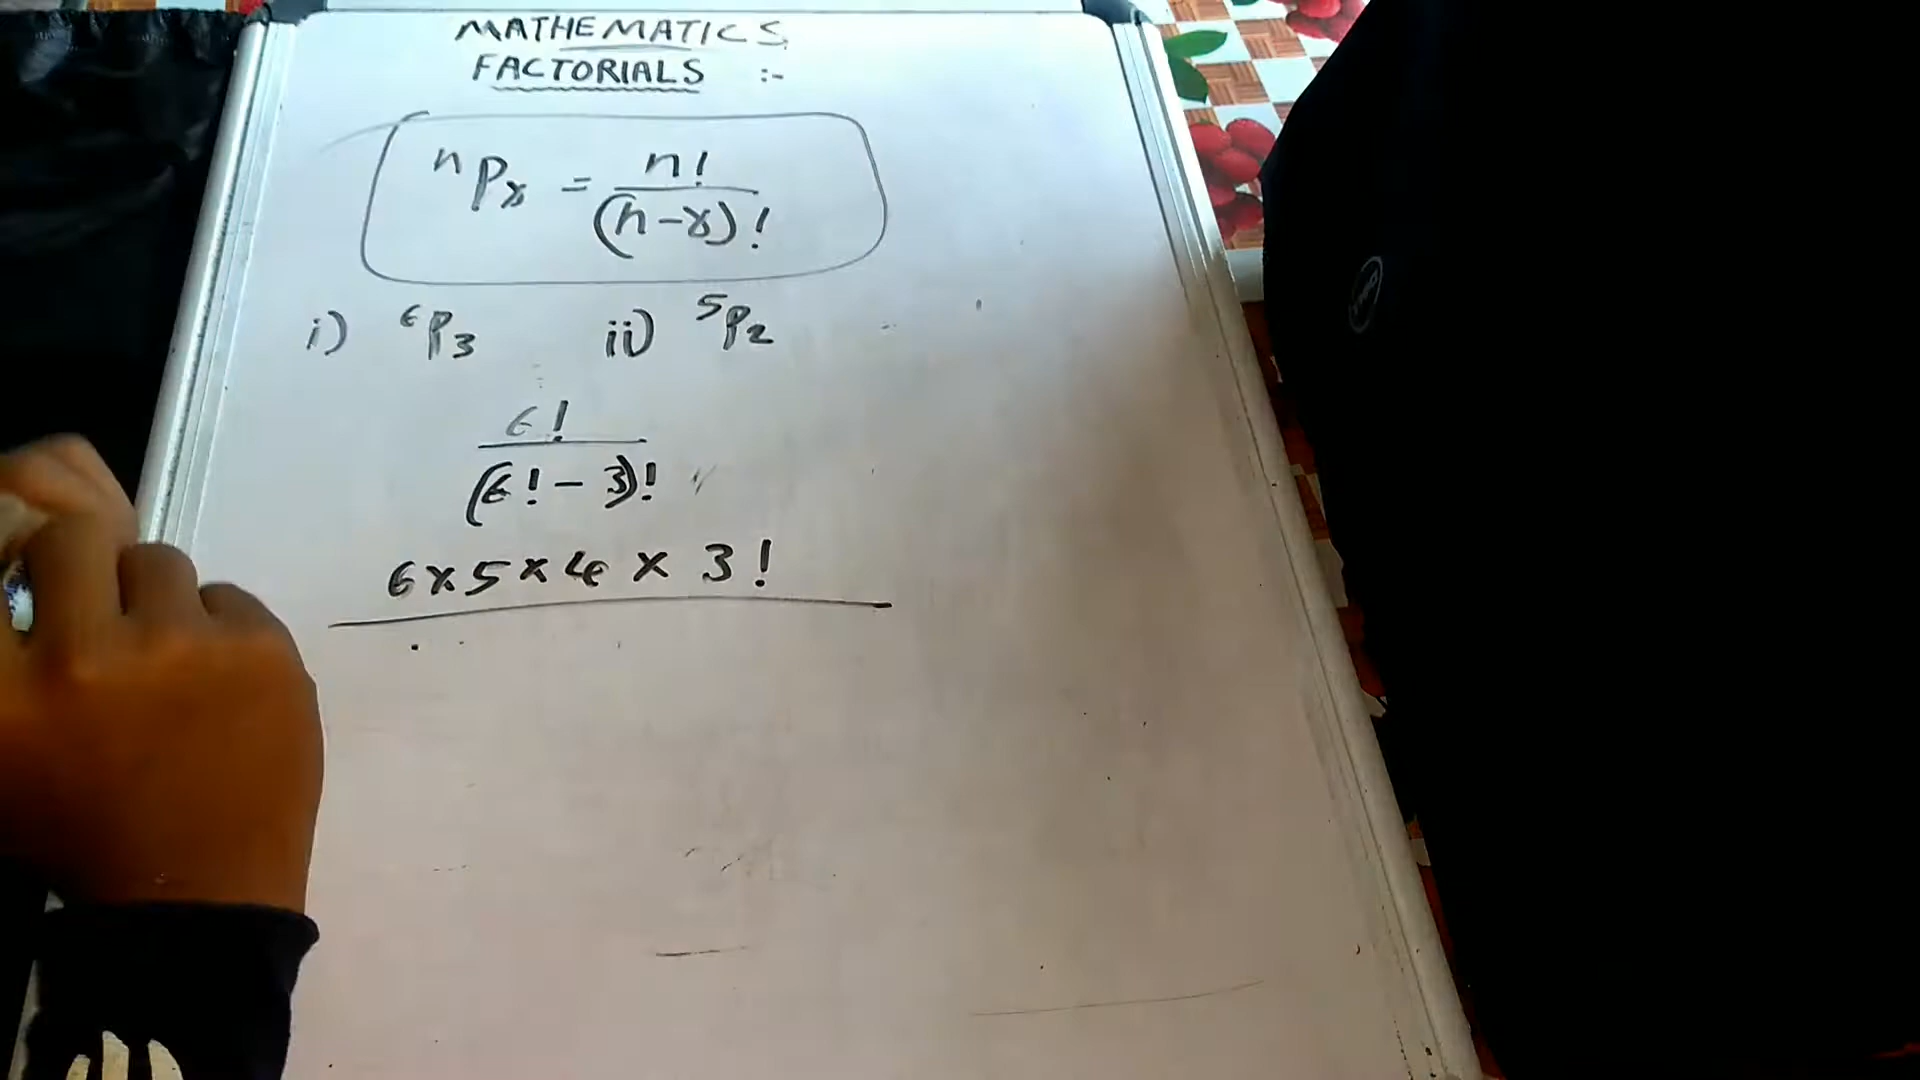 MATHEMATICS
FACTORIALS :-
ⁿPᵣ = n! / (n-r)!
i) ⁶P₃ ii) ⁵P₂
6!
(6! - 3)!
6 x 5 x 4 x 3!